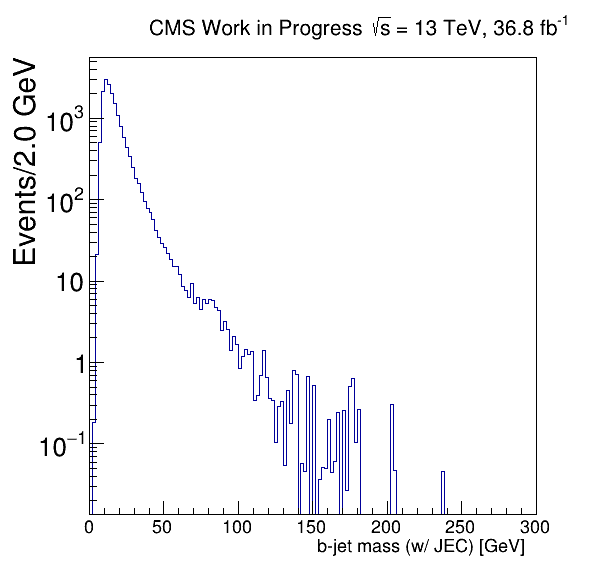 CMS Work in Progress √s = 13 TeV, 36.8 fb⁻¹
Events/2.0 GeV
10³
10²
10
1
10⁻¹
0 50 100 150 200 250 300
b-jet mass (w/ JEC) [GeV]